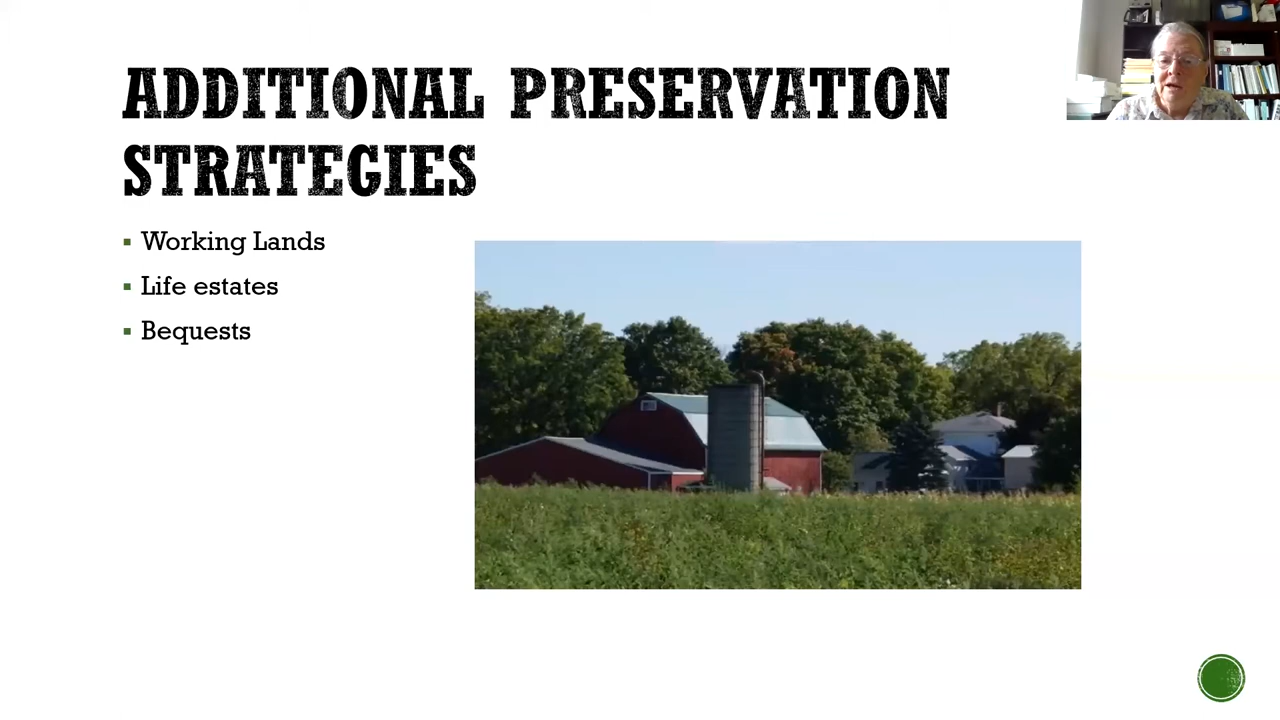 ADDITIONAL PRESERVATION
STRATEGIES
Working Lands
Life estates
Bequests